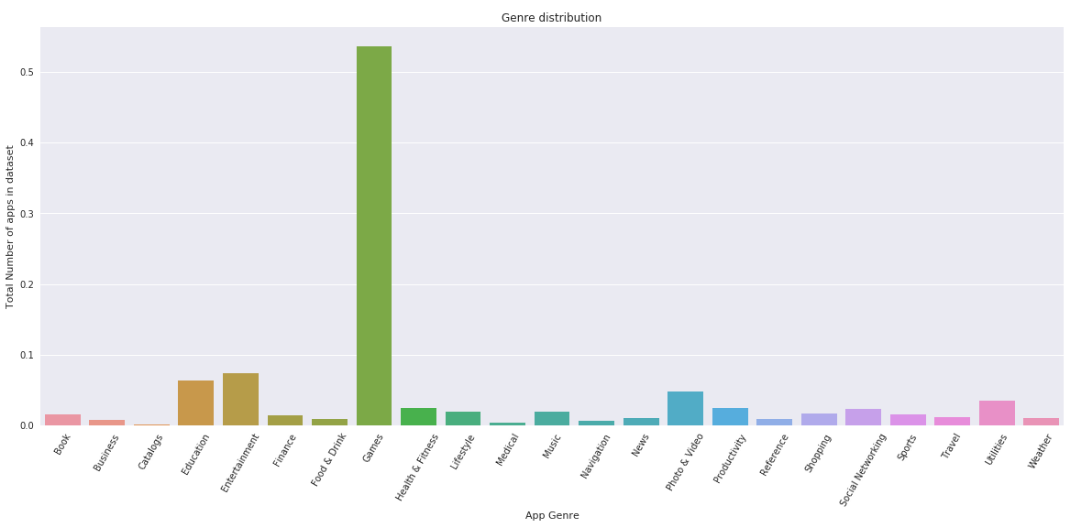 Genre distribution
Total Number of apps in dataset
0.5
0.4
0.3
0.2
0.1
0.0
Book
Business
Catalogs
Education
Entertainment
Finance
Food & Drink
Games
Health & Fitness
Lifestyle
Medical
Music
Navigation
News
Photo & Video
Productivity
Reference
Shopping
Social Networking
Sports
Travel
Utilities
Weather
App Genre